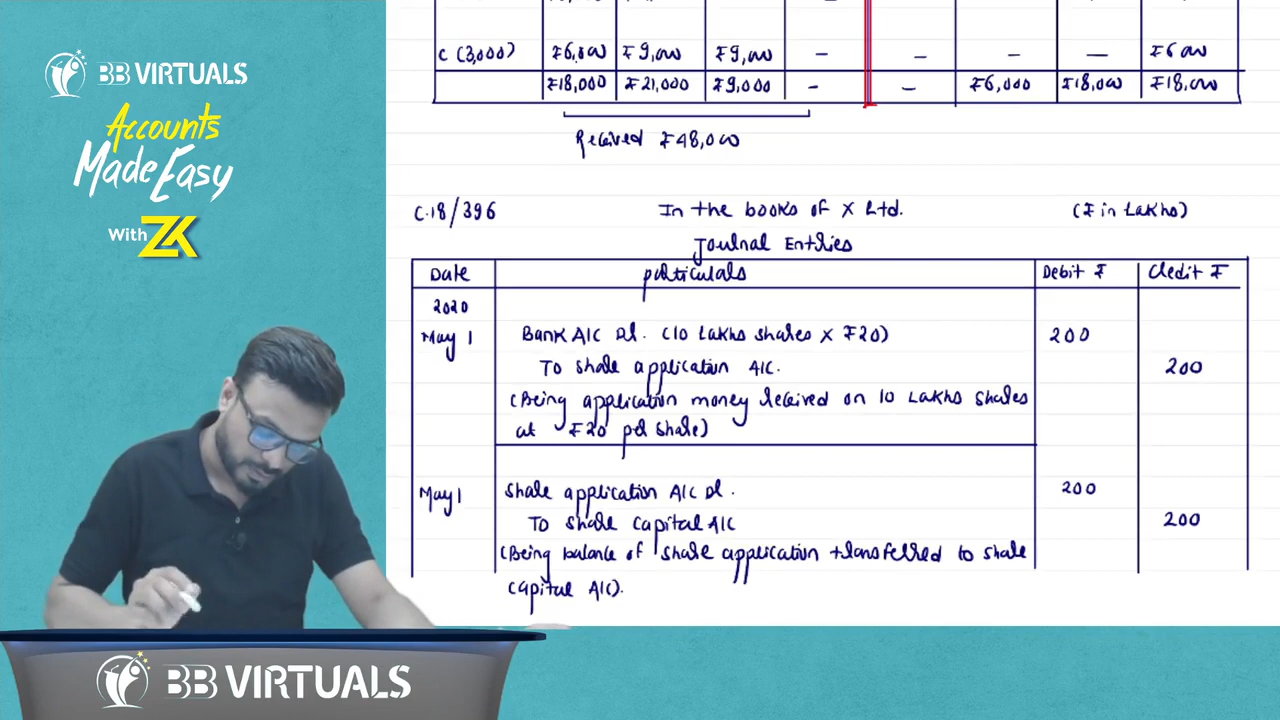 BB VIRTUALS
Accounts
Made Easy
With ZK
C (3,000) ₹6,000 ₹9,000 ₹9,000 – – – – ₹6000
₹18,000 ₹21,000 ₹9,000 – – ₹6,000 ₹18,000 ₹18,000
Received ₹48,000
C.18/396 In the books of X Ltd. (₹ in Lakhs)
Journal Entries
Date particulars Debit ₹ Credit ₹
2020
May 1 Bank A/C Dr. (10 Lakhs shares X ₹20) 200
To share application A/C. 200
(Being application money received on 10 Lakhs shares
at ₹20 per share)
May 1 Share application A/C Dr. 200
To share capital A/C 200
(Being balance of share application transferred to share
capital A/C).
BB VIRTUALS